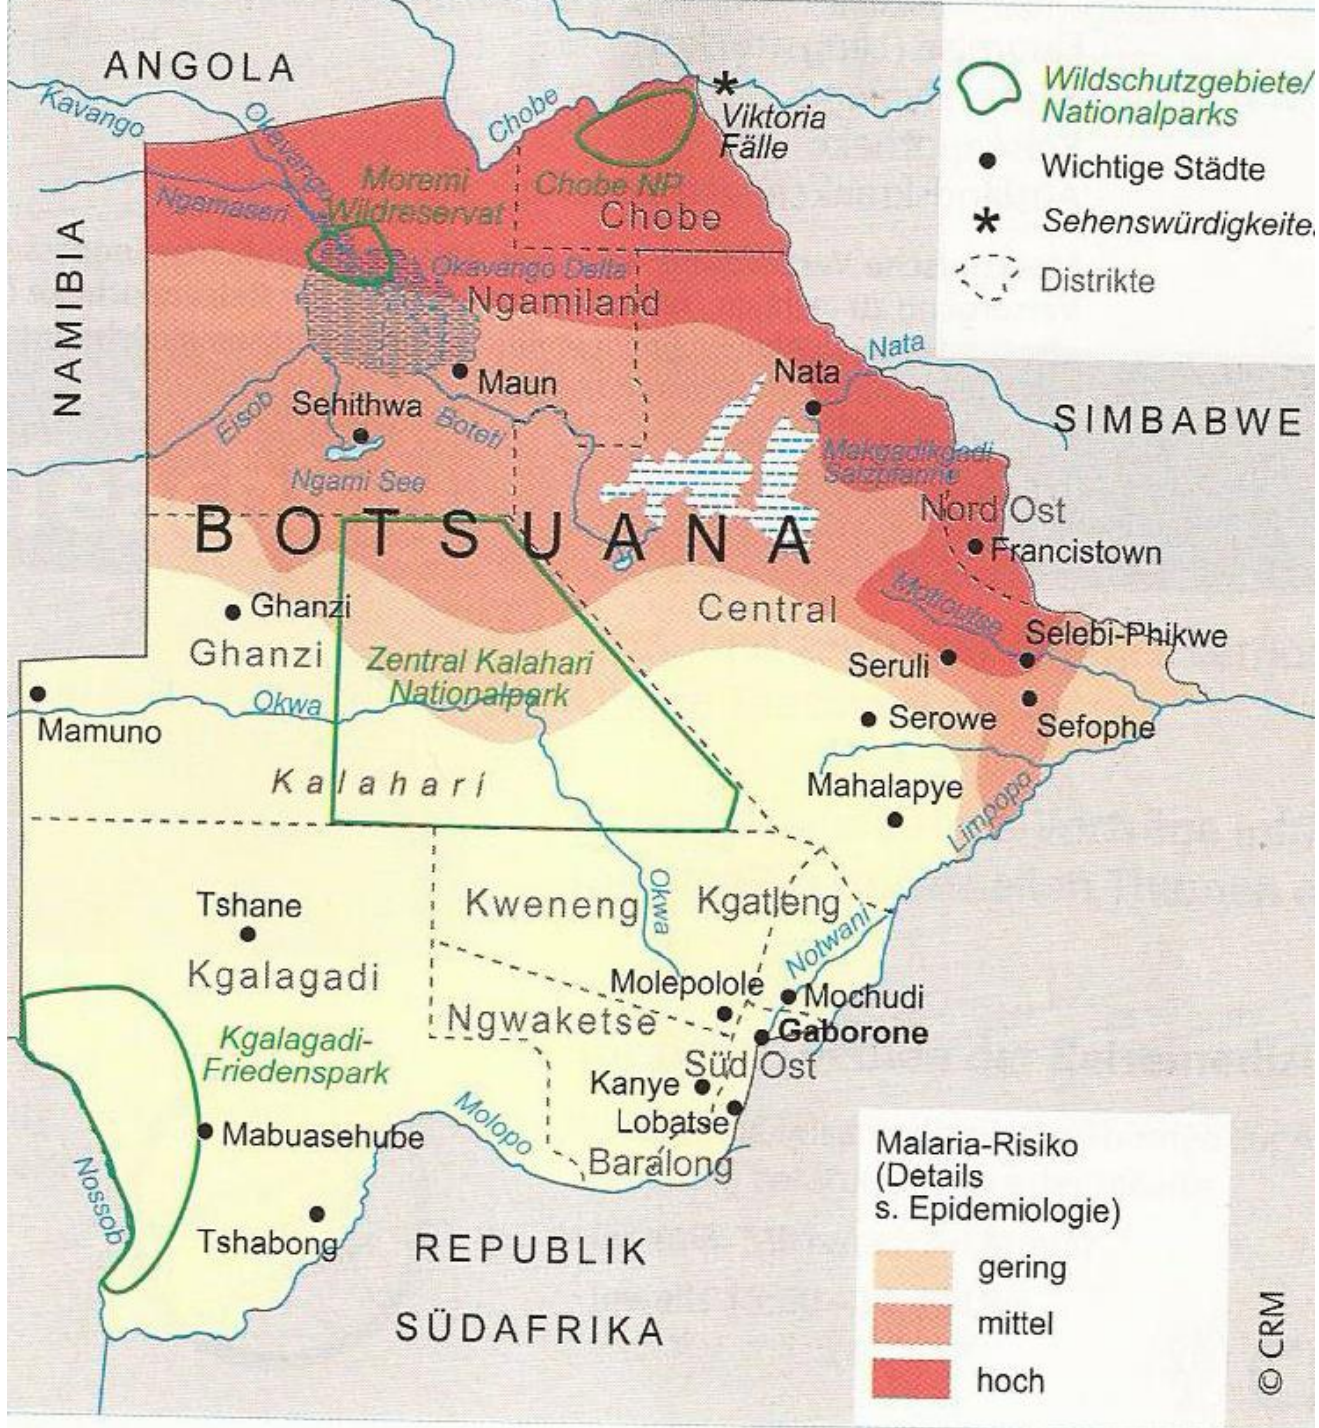 ANGOLA
Kavango
Okavango
Chobe
Viktoria
Fälle
Wildschutzgebiete/
Nationalparks
Wichtige Städte
Sehenswürdigkeite
Distrikte
NAMIBIA
Ngamaseri
Moremi
Wildreservat
Chobe NP
Chobe
Okavango Delta
Ngamiland
Nata
Nata
Maun
Sehithwa
Eisob
Boteti
SIMBABWE
Makgadikgadi
Salzpfanne
Ngami See
BOTSUANA
Nord Ost
Francistown
Ghanzi
Ghanzi
Central
Motloutse
Selebi-Phikwe
Zentral Kalahari
Nationalpark
Seruli
Okwa
Serowe
Sefophe
Mamuno
Kalahari
Mahalapye
Limpopo
Tshane
Kweneng
Okwa
Kgatleng
Notwani
Kgalagadi
Molepolole
Mochudi
Ngwaketse
Gaborone
Kgalagadi-
Friedenspark
Süd Ost
Kanye
Lobatse
Mabuasehube
Molopo
Baralong
Nossob
Tshabong
REPUBLIK
SÜDAFRIKA
Malaria-Risiko
(Details
s. Epidemiologie)
gering
mittel
hoch
© CRM